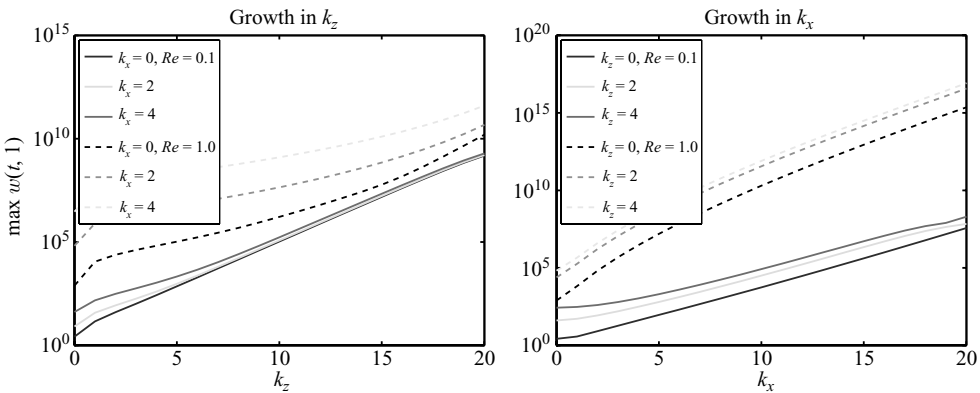 Growth in k_z
10^15
10^10
10^5
10^0
max w(t, 1)
k_x = 0, Re = 0.1
k_x = 2
k_x = 4
k_x = 0, Re = 1.0
k_x = 2
k_x = 4
0 5 10 15 20
k_z
Growth in k_x
10^20
10^15
10^10
10^5
10^0
k_z = 0, Re = 0.1
k_z = 2
k_z = 4
k_z = 0, Re = 1.0
k_z = 2
k_z = 4
0 5 10 15 20
k_x